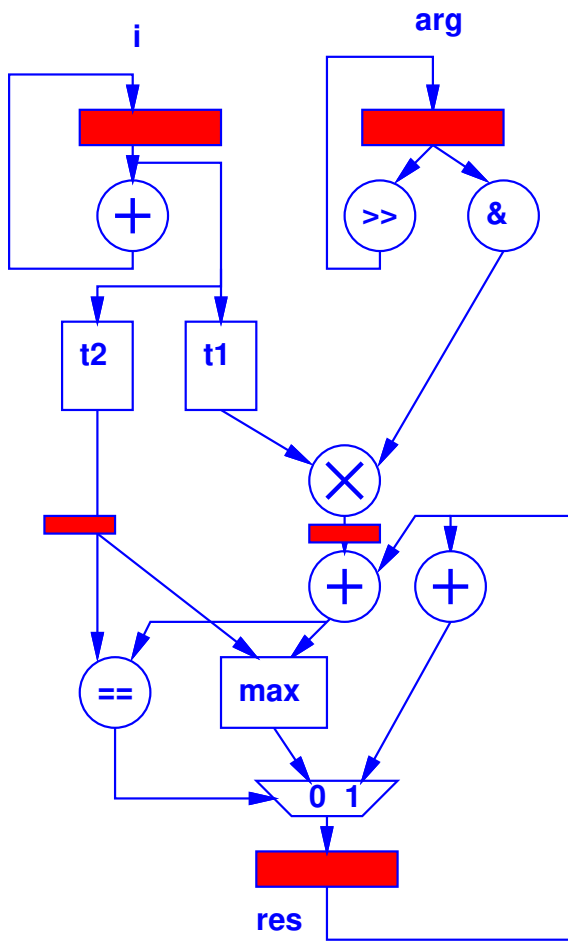 i
arg
+
>>
&
t2
t1
×
+
+
==
max
0 1
res